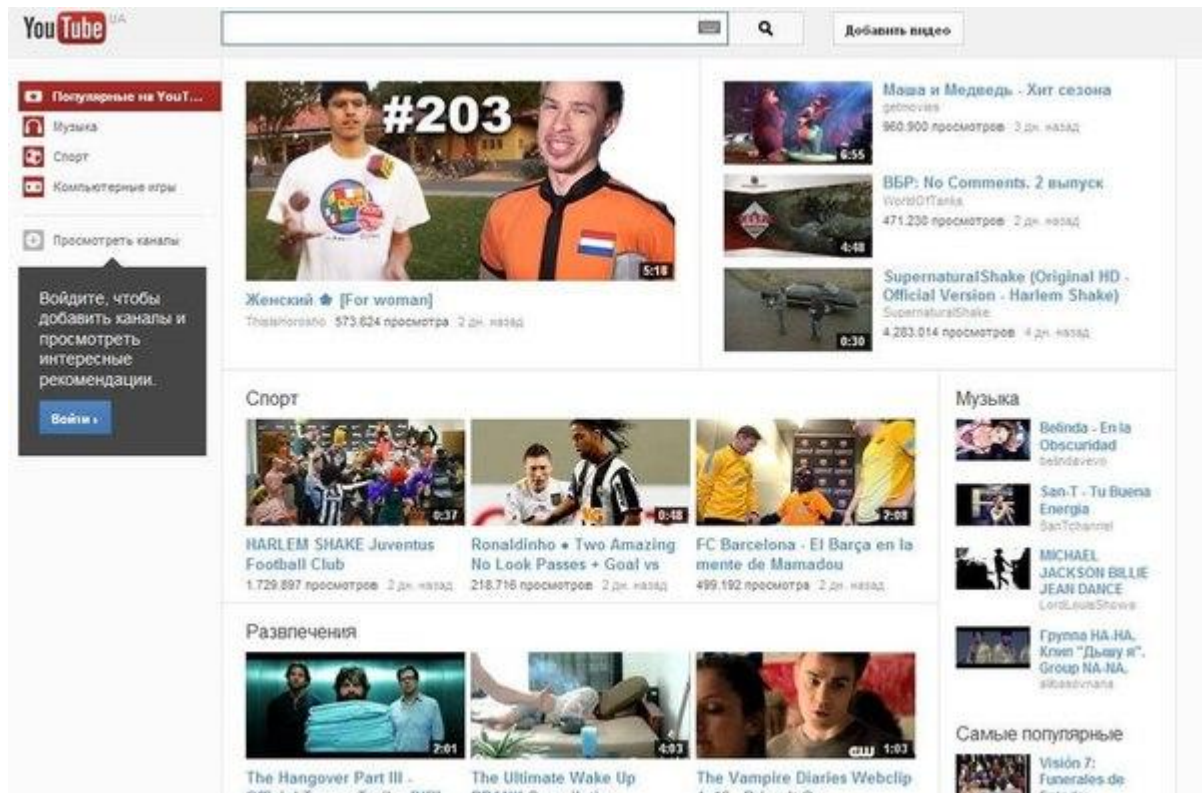 YouTube UA
Добавить видео
Популярные на YouT...
Музыка
Спорт
Компьютерные игры
Просмотреть каналы
Войдите, чтобы
добавить каналы и
просмотреть
интересные
рекомендации.
Войти ›
#203
5:18
Женский [For woman]
Thisishorosho 573.824 просмотра 2 дн. назад
6:55
Маша и Медведь - Хит сезона
getmovies
960.900 просмотров 3 дн. назад
4:48
ВБР: No Comments. 2 выпуск
WorldOfTanks
471.230 просмотров 2 дн. назад
0:30
SupernaturalShake (Original HD -
Official Version - Harlem Shake)
SupernaturalShake
4.283.014 просмотров 4 дн. назад
Спорт
0:37
HARLEM SHAKE Juventus
Football Club
1.729.897 просмотров 2 дн. назад
0:48
Ronaldinho • Two Amazing
No Look Passes + Goal vs
218.716 просмотров 2 дн. назад
2:08
FC Barcelona - El Barça en la
mente de Mamadou
499.192 просмотра 2 дн. назад
Музыка
Belinda - En la
Obscuridad
belindavevo
San-T - Tu Buena
Energia
SanTchannel
MICHAEL
JACKSON BILLIE
JEAN DANCE
LordLouisShows
Группа НА-НА.
Клип "Дышу я".
Group NA-NA.
alibasovnana
Развлечения
2:01
The Hangover Part III -
4:03
The Ultimate Wake Up
CW 1:03
The Vampire Diaries Webclip
Самые популярные
Visión 7:
Funerales de